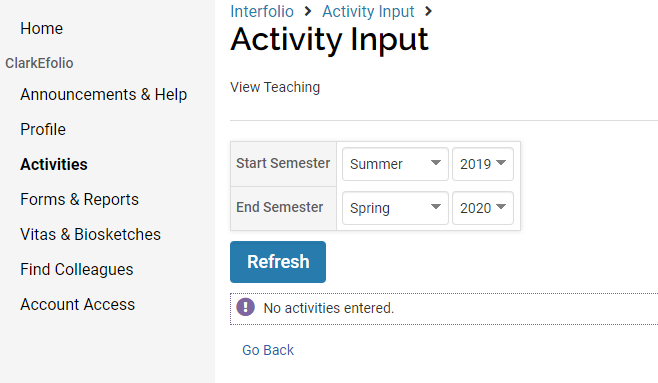 Home
ClarkEfolio
Announcements & Help
Profile
Activities
Forms & Reports
Vitas & Biosketches
Find Colleagues
Account Access
Interfolio > Activity Input >
Activity Input
View Teaching
Start Semester Summer 2019
End Semester Spring 2020
Refresh
! No activities entered.
Go Back